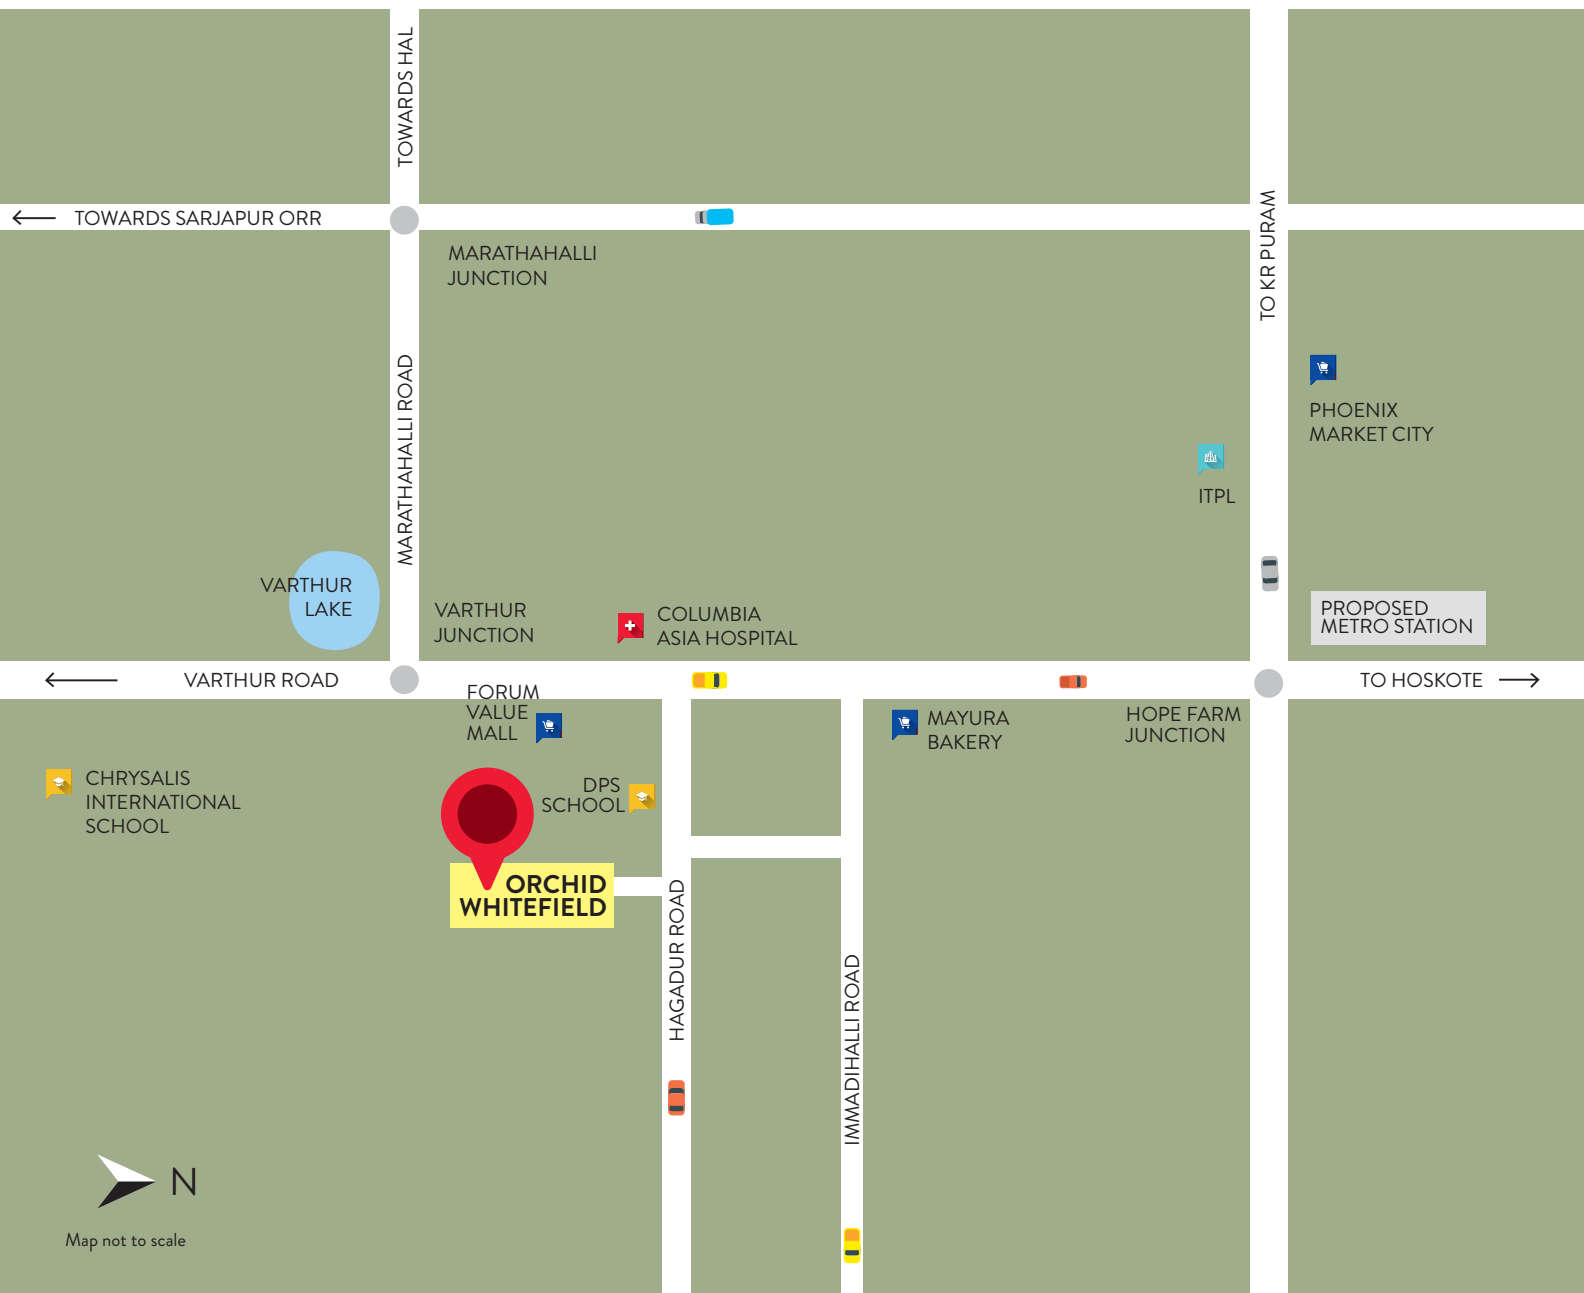 TOWARDS HAL
TOWARDS SARJAPUR ORR
MARATHAHALLI
JUNCTION
TO KR PURAM
MARATHAHALLI ROAD
PHOENIX
MARKET CITY
ITPL
VARTHUR
LAKE
VARTHUR
JUNCTION
COLUMBIA
ASIA HOSPITAL
PROPOSED
METRO STATION
VARTHUR ROAD
TO HOSKOTE
FORUM
VALUE
MALL
MAYURA
BAKERY
HOPE FARM
JUNCTION
CHRYSALIS
INTERNATIONAL
SCHOOL
DPS
SCHOOL
ORCHID
WHITEFIELD
HAGADUR ROAD
IMMADIHALLI ROAD
N
Map not to scale